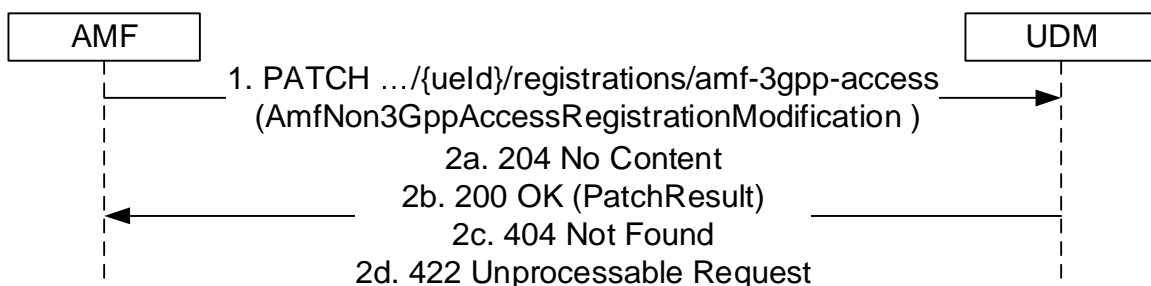 AMF
UDM
1. PATCH …/{ueId}/registrations/amf-3gpp-access
(AmfNon3GppAccessRegistrationModification )
2a. 204 No Content
2b. 200 OK (PatchResult)
2c. 404 Not Found
2d. 422 Unprocessable Request